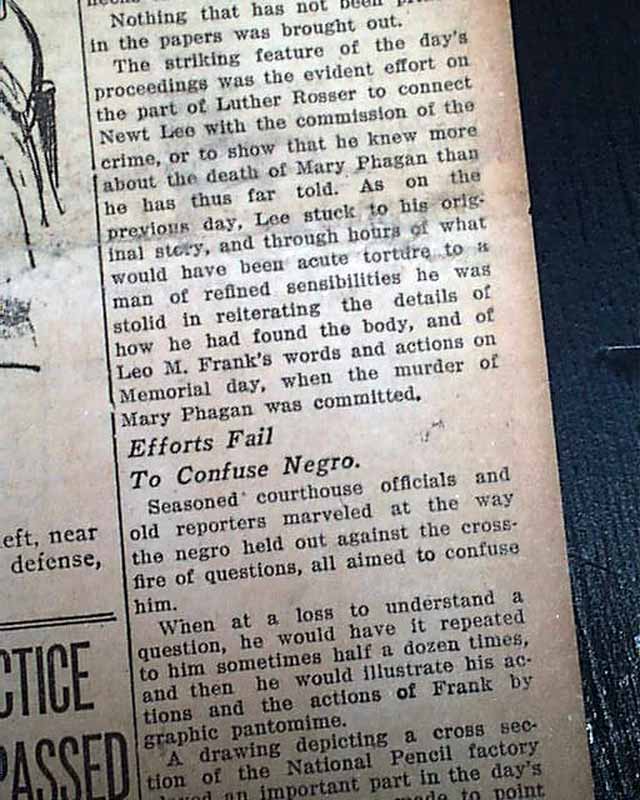 Nothing that has not been
in the papers was brought out.
The striking feature of the day's
proceedings was the evident effort on
the part of Luther Rosser to connect
Newt Lee with the commission of the
crime, or to show that he knew more
about the death of Mary Phagan than
he has thus far told. As on the
previous day, Lee stuck to his orig-
inal story, and through hours of what
would have been acute torture to a
man of refined sensibilities he was
stolid in reiterating the details of
how he had found the body, and of
Leo M. Frank's words and actions on
Memorial day, when the murder of
Mary Phagan was committed.
Efforts Fail
To Confuse Negro.
Seasoned courthouse officials and
old reporters marveled at the way
the negro held out against the cross-
fire of questions, all aimed to confuse
him.
When at a loss to understand a
question, he would have it repeated
to him sometimes half a dozen times,
and then he would illustrate his ac-
tions and the actions of Frank by
graphic pantomime.
A drawing depicting a cross sec-
tion of the National Pencil factory
an important part in the day's
made to point
eft, near
defense,
CTICE
PASSED